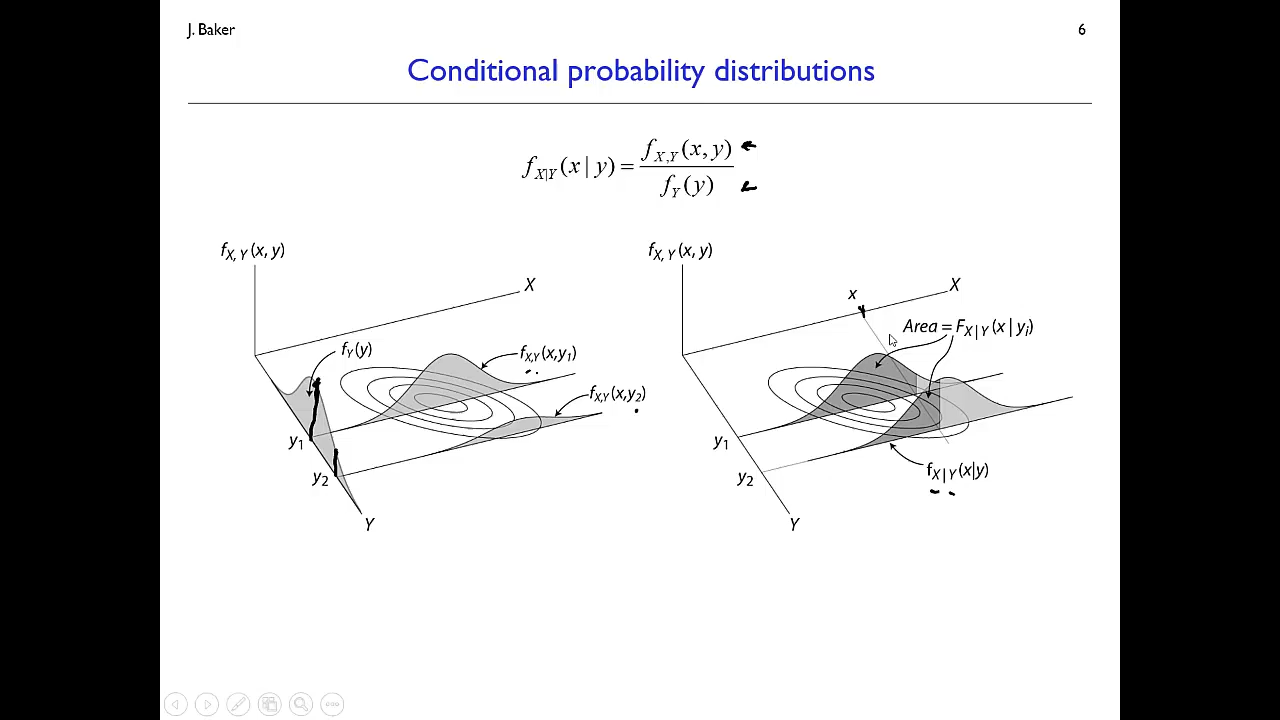 J. Baker
6
Conditional probability distributions
f_{X|Y}(x | y) = \frac{f_{X,Y}(x, y)}{f_Y(y)}
f_{X, Y}(x, y)
X
f_Y(y)
f_{X,Y}(x,y_1)
f_{X,Y}(x,y_2)
y_1
y_2
Y
f_{X, Y}(x, y)
x
X
Area = F_{X|Y}(x | y_i)
y_1
y_2
f_{X|Y}(x|y)
Y